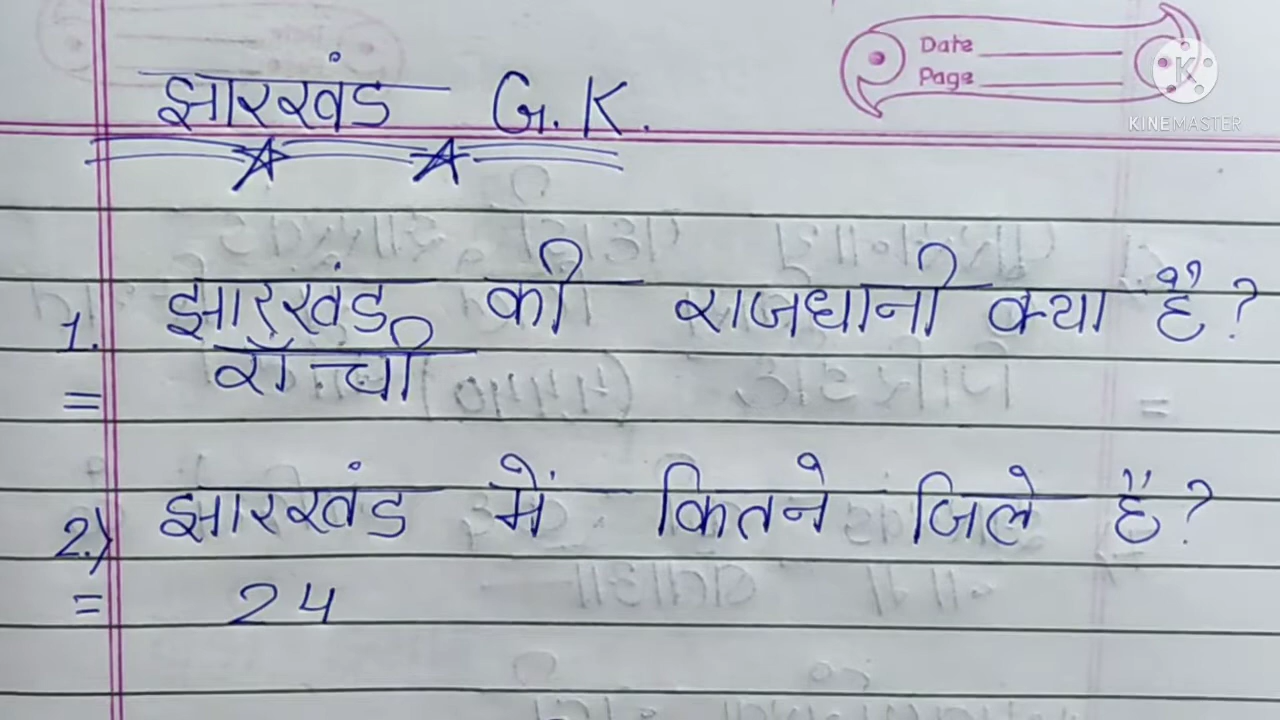 Date
Page
KINEMASTER
झारखंड G.K.
1. झारखंड की राजधानी क्या है?
= राँची
2.) झारखंड में कितने जिले हैं?
= 24